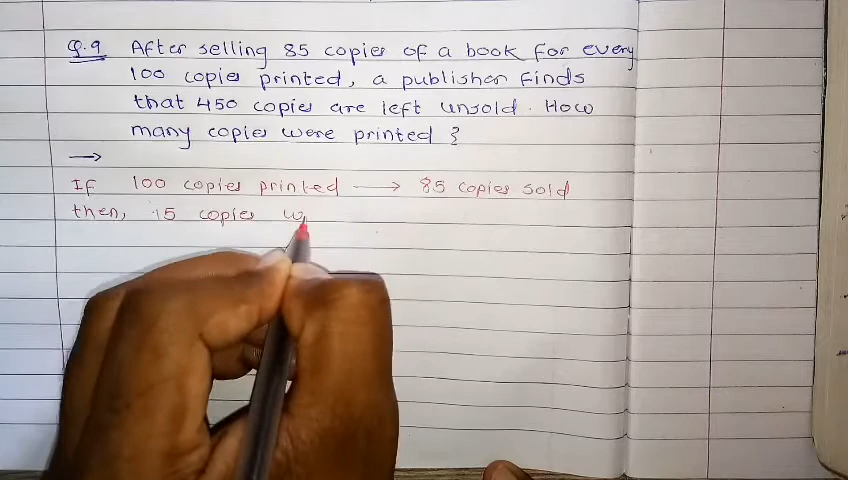 Q.9 After selling 85 copies of a book for every
100 copies printed, a publisher finds
that 450 copies are left unsold. How
many copies were printed ?
→
If 100 copies printed → 85 copies sold
then, 15 copies w